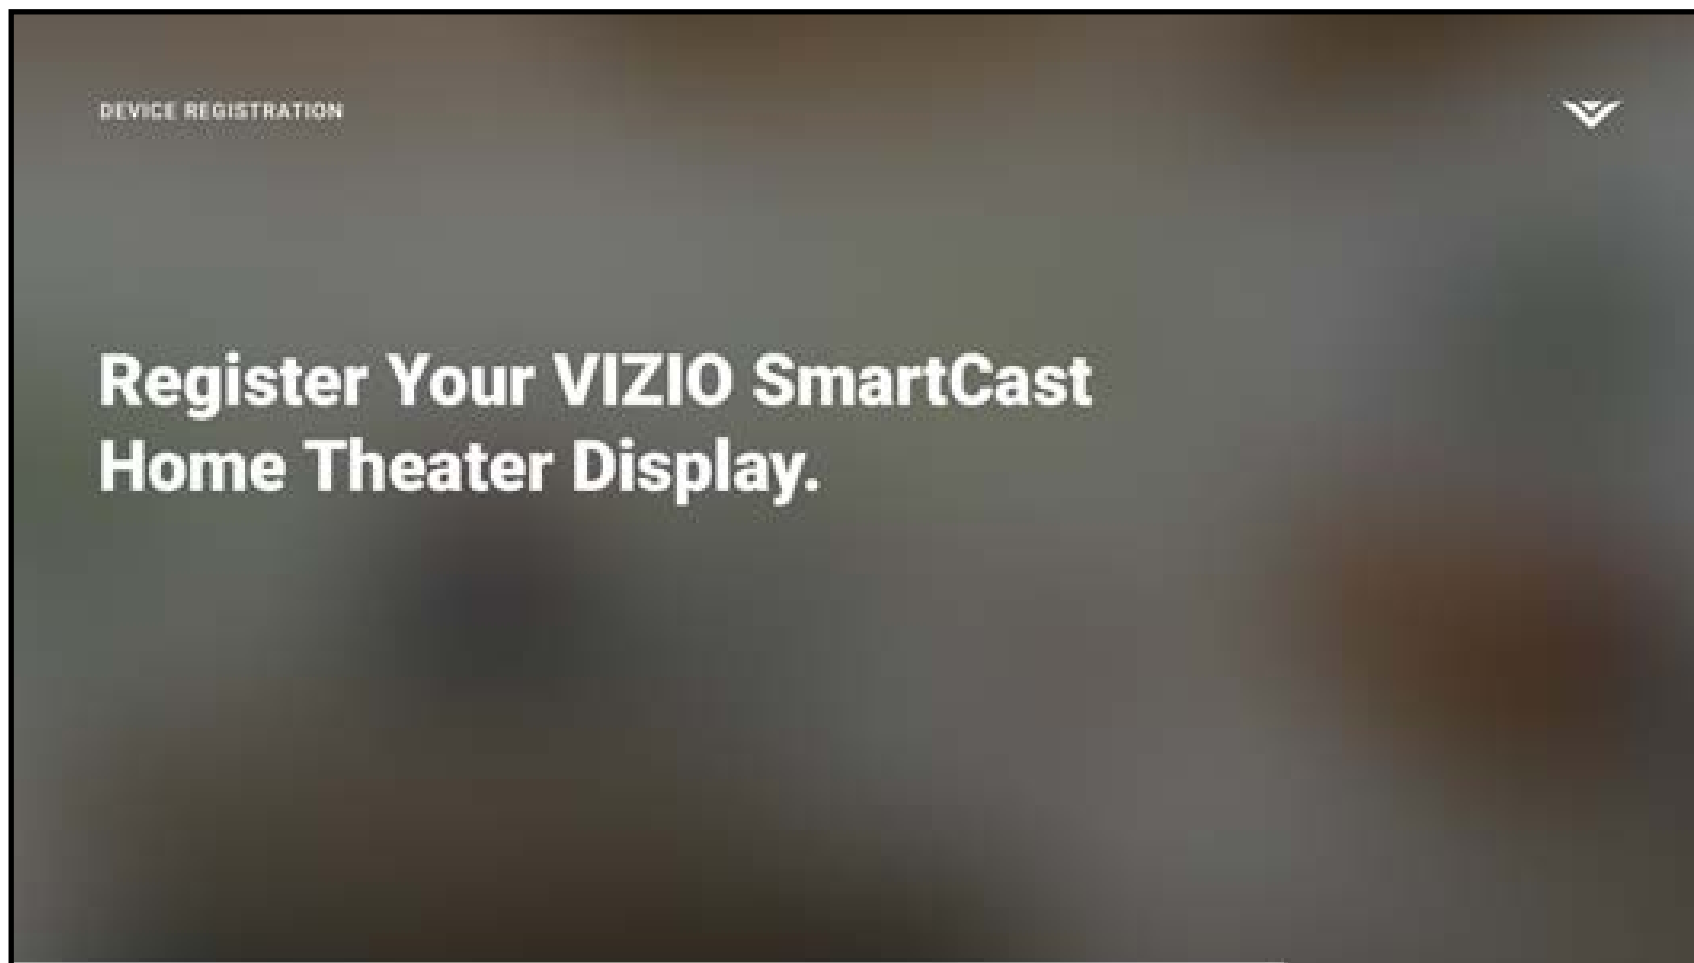 DEVICE REGISTRATION
Register Your VIZIO SmartCast
Home Theater Display.